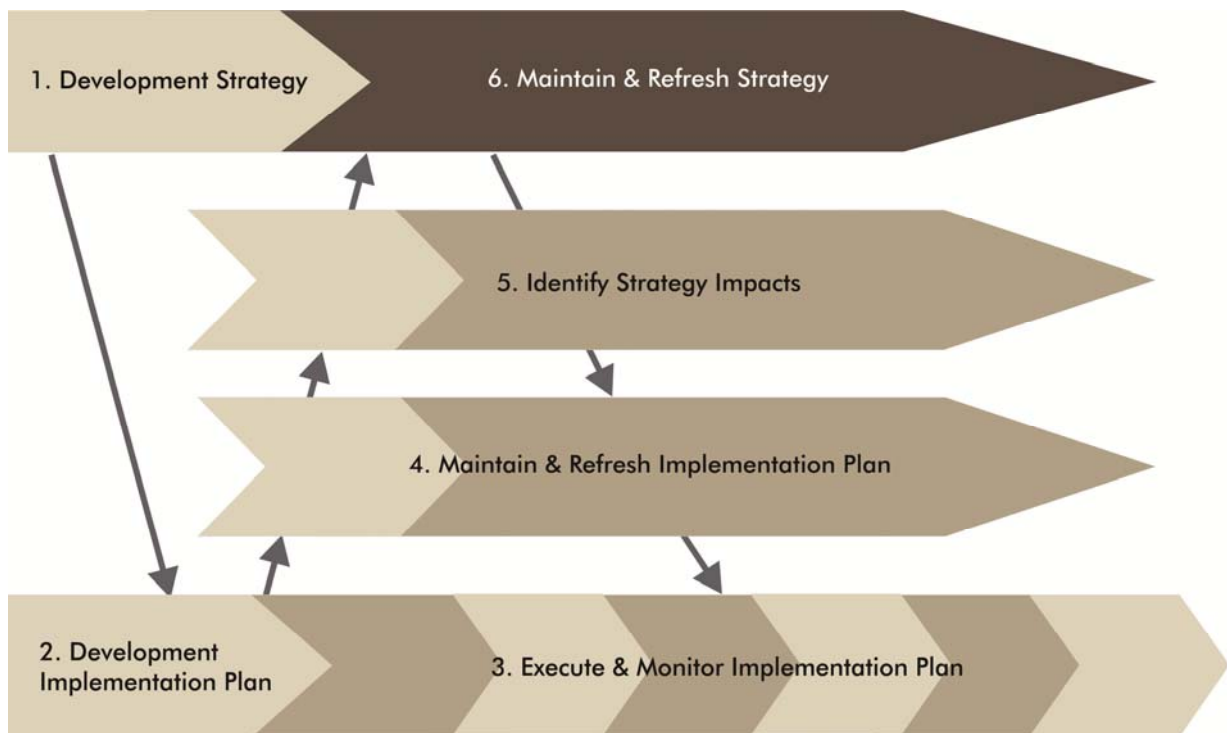 1. Development Strategy
6. Maintain & Refresh Strategy
5. Identify Strategy Impacts
4. Maintain & Refresh Implementation Plan
2. Development
Implementation Plan
3. Execute & Monitor Implementation Plan